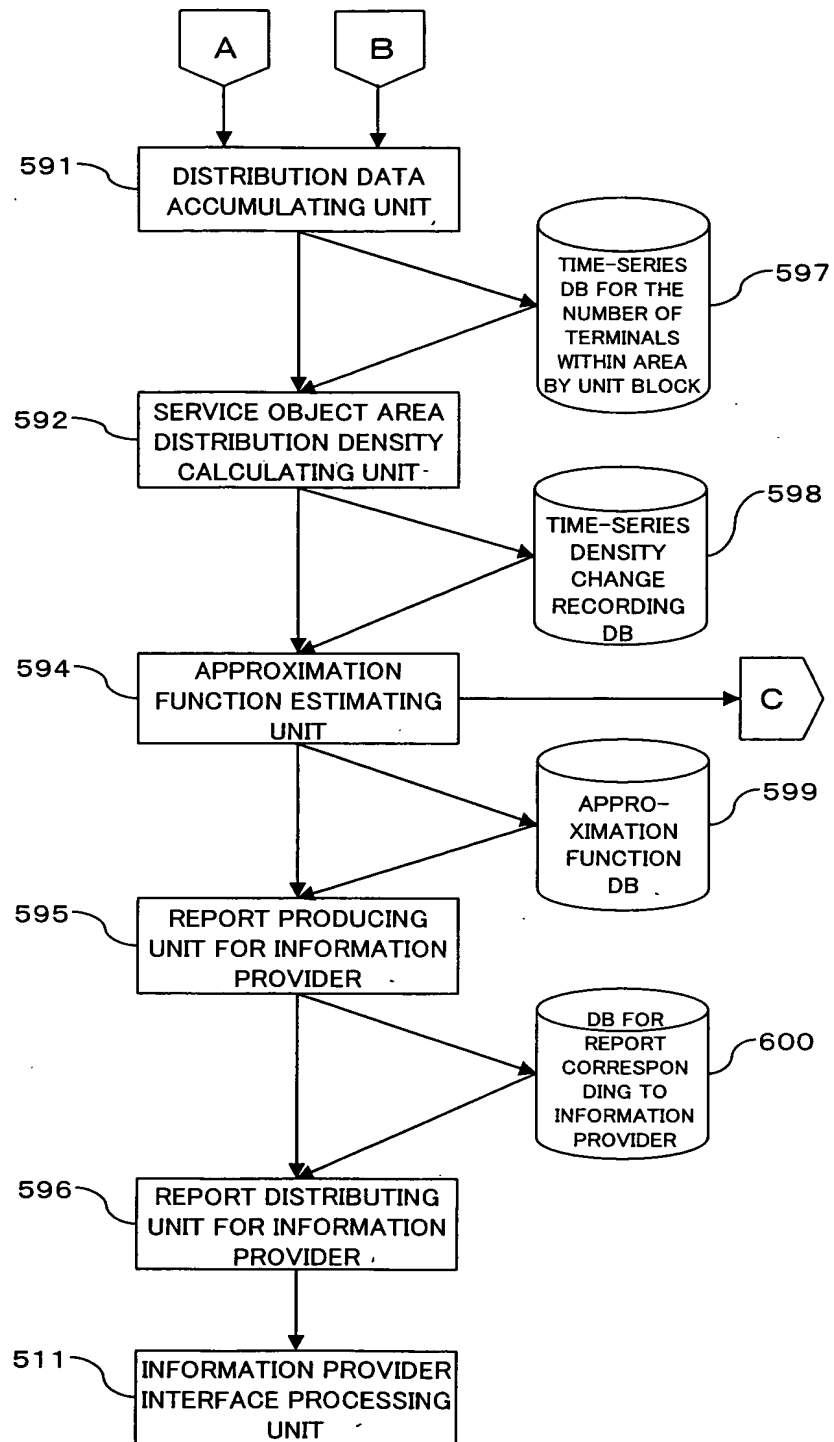 A
B
591
DISTRIBUTION DATA
ACCUMULATING UNIT
TIME-SERIES
DB FOR THE
NUMBER OF
TERMINALS
WITHIN AREA
BY UNIT BLOCK
597
592
SERVICE OBJECT AREA
DISTRIBUTION DENSITY
CALCULATING UNIT
TIME-SERIES
DENSITY
CHANGE
RECORDING
DB
598
594
APPROXIMATION
FUNCTION ESTIMATING
UNIT
C
APPRO-
XIMATION
FUNCTION
DB
599
595
REPORT PRODUCING
UNIT FOR INFORMATION
PROVIDER
DB FOR
REPORT
CORRESPON
DING TO
INFORMATION
PROVIDER
600
596
REPORT DISTRIBUTING
UNIT FOR INFORMATION
PROVIDER
511
INFORMATION PROVIDER
INTERFACE PROCESSING
UNIT